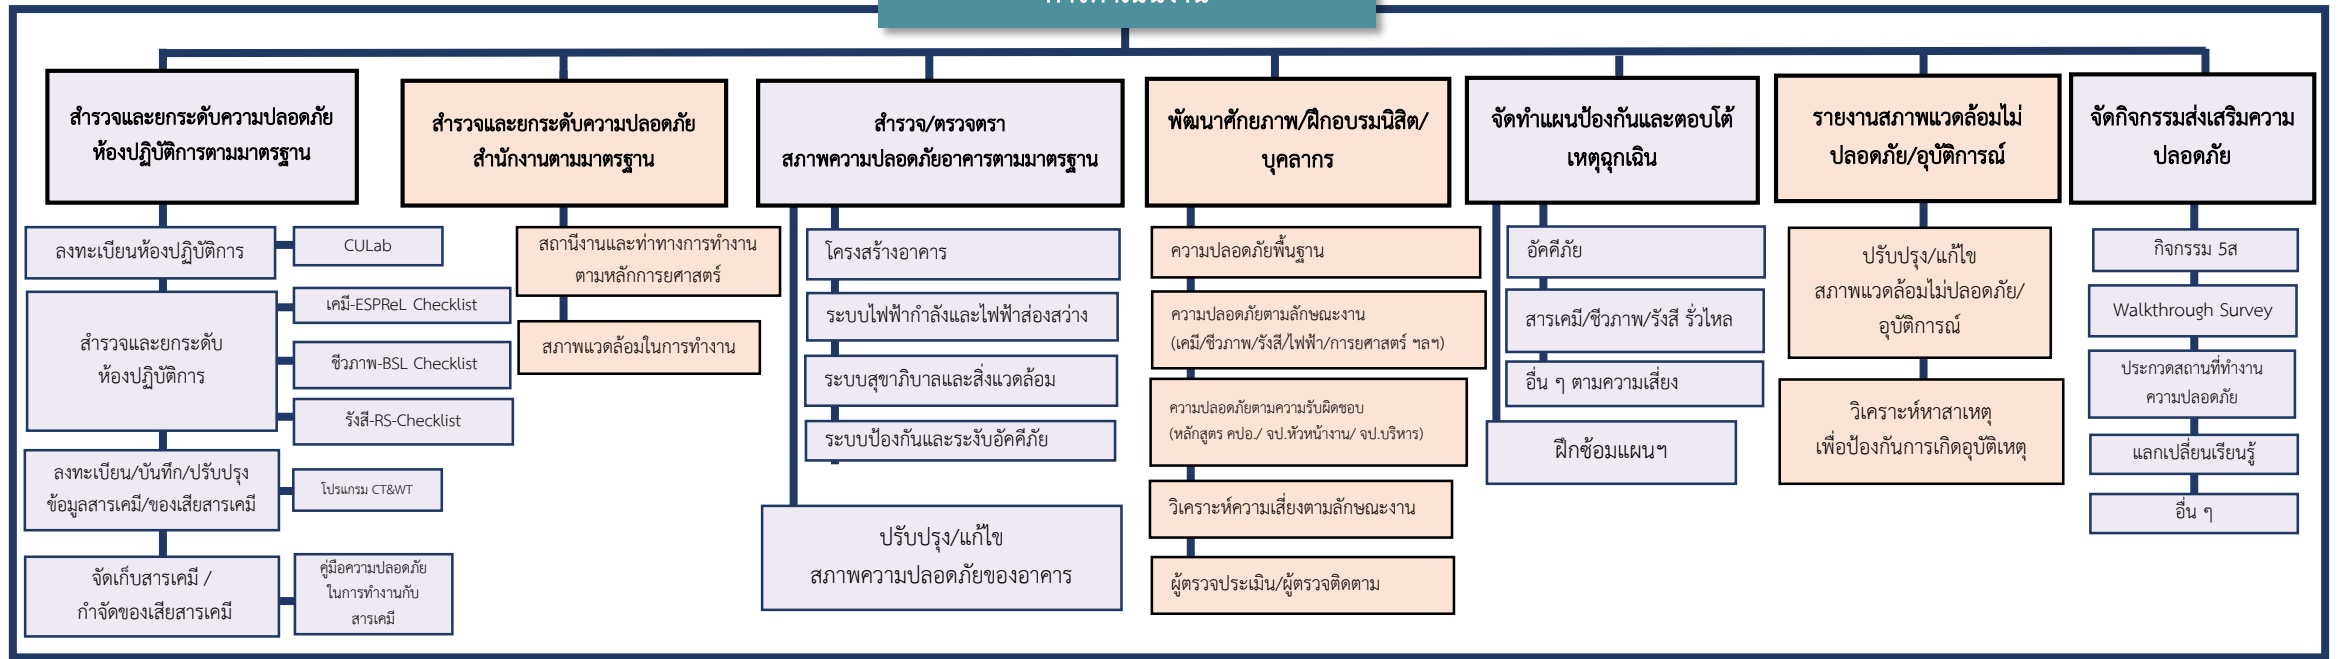 การดำเนินงาน
สำรวจและยกระดับความปลอดภัย
ห้องปฏิบัติการตามมาตรฐาน
ลงทะเบียนห้องปฏิบัติการ
CULab
สำรวจและยกระดับ
ห้องปฏิบัติการ
เคมี-ESPReL Checklist
ชีวภาพ-BSL Checklist
รังสี-RS-Checklist
ลงทะเบียน/บันทึก/ปรับปรุง
ข้อมูลสารเคมี/ของเสียสารเคมี
โปรแกรม CT&WT
จัดเก็บสารเคมี /
กำจัดของเสียสารเคมี
คู่มือความปลอดภัย
ในการทำงานกับ
สารเคมี
สำรวจและยกระดับความปลอดภัย
สำนักงานตามมาตรฐาน
สถานีงานและท่าทางการทำงาน
ตามหลักการยศาสตร์
สภาพแวดล้อมในการทำงาน
สำรวจ/ตรวจตรา
สภาพความปลอดภัยอาคารตามมาตรฐาน
โครงสร้างอาคาร
ระบบไฟฟ้ากำลังและไฟฟ้าส่องสว่าง
ระบบสุขาภิบาลและสิ่งแวดล้อม
ระบบป้องกันและระงับอัคคีภัย
ปรับปรุง/แก้ไข
สภาพความปลอดภัยของอาคาร
พัฒนาศักยภาพ/ฝึกอบรมนิสิต/
บุคลากร
ความปลอดภัยพื้นฐาน
ความปลอดภัยตามลักษณะงาน
(เคมี/ชีวภาพ/รังสี/ไฟฟ้า/การยศาสตร์ ฯลฯ)
ความปลอดภัยตามความรับผิดชอบ
(หลักสูตร คปอ./ จป.หัวหน้างาน/ จป.บริหาร)
วิเคราะห์ความเสี่ยงตามลักษณะงาน
ผู้ตรวจประเมิน/ผู้ตรวจติดตาม
จัดทำแผนป้องกันและตอบโต้
เหตุฉุกเฉิน
อัคคีภัย
สารเคมี/ชีวภาพ/รังสี รั่วไหล
อื่น ๆ ตามความเสี่ยง
ฝึกซ้อมแผนฯ
รายงานสภาพแวดล้อมไม่
ปลอดภัย/อุบัติการณ์
ปรับปรุง/แก้ไข
สภาพแวดล้อมไม่ปลอดภัย/
อุบัติการณ์
วิเคราะห์หาสาเหตุ
เพื่อป้องกันการเกิดอุบัติเหตุ
จัดกิจกรรมส่งเสริมความ
ปลอดภัย
กิจกรรม 5ส
Walkthrough Survey
ประกวดสถานที่ทำงาน
ความปลอดภัย
แลกเปลี่ยนเรียนรู้
อื่น ๆ